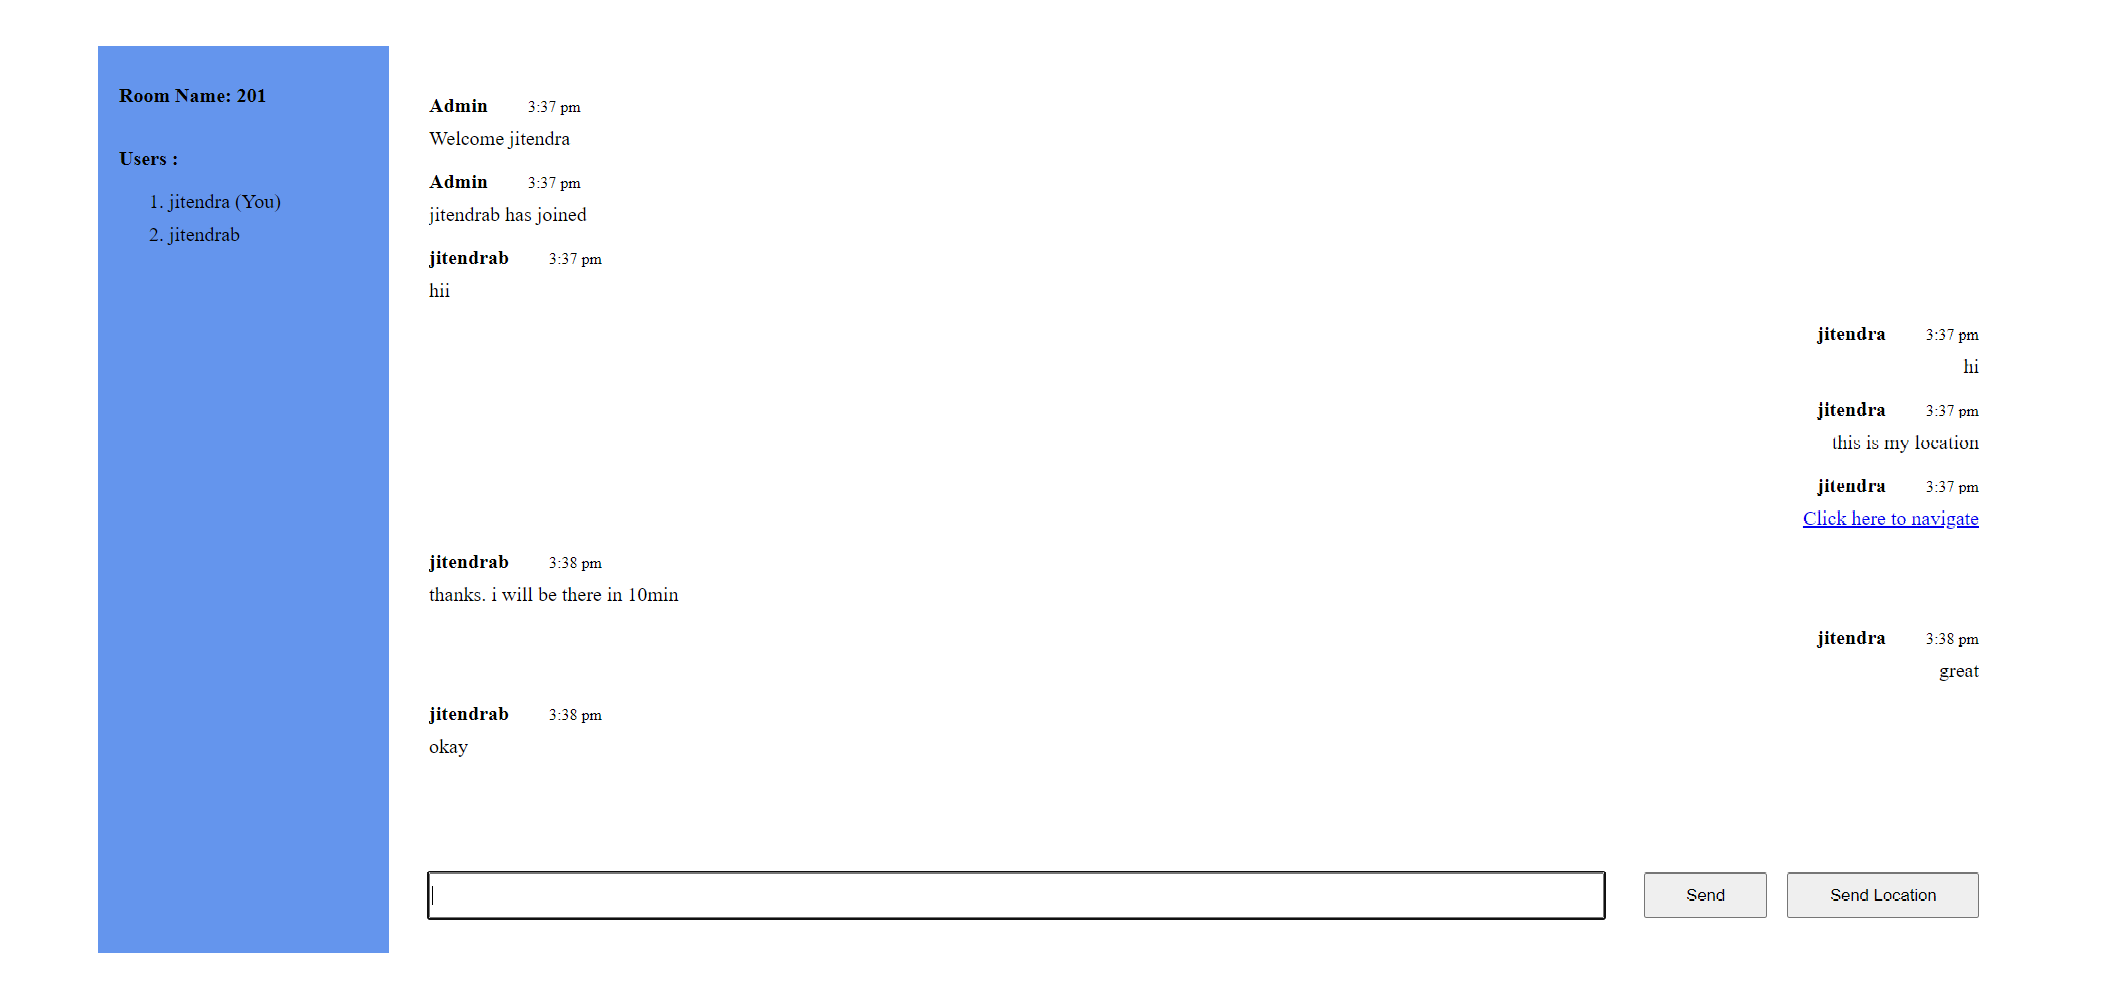 Room Name: 201
Users :
1. jitendra (You)
2. jitendrab
Admin 3:37 pm
Welcome jitendra
Admin 3:37 pm
jitendrab has joined
jitendrab 3:37 pm
hii
jitendra 3:37 pm
hi
jitendra 3:37 pm
this is my location
jitendra 3:37 pm
Click here to navigate
jitendrab 3:38 pm
thanks. i will be there in 10min
jitendra 3:38 pm
great
jitendrab 3:38 pm
okay
Send Send Location